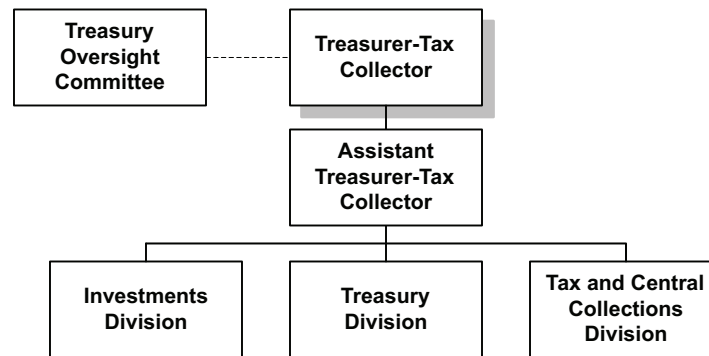 Treasury
Oversight
Committee
Treasurer-Tax
Collector
Assistant
Treasurer-Tax
Collector
Investments
Division
Treasury
Division
Tax and Central
Collections
Division